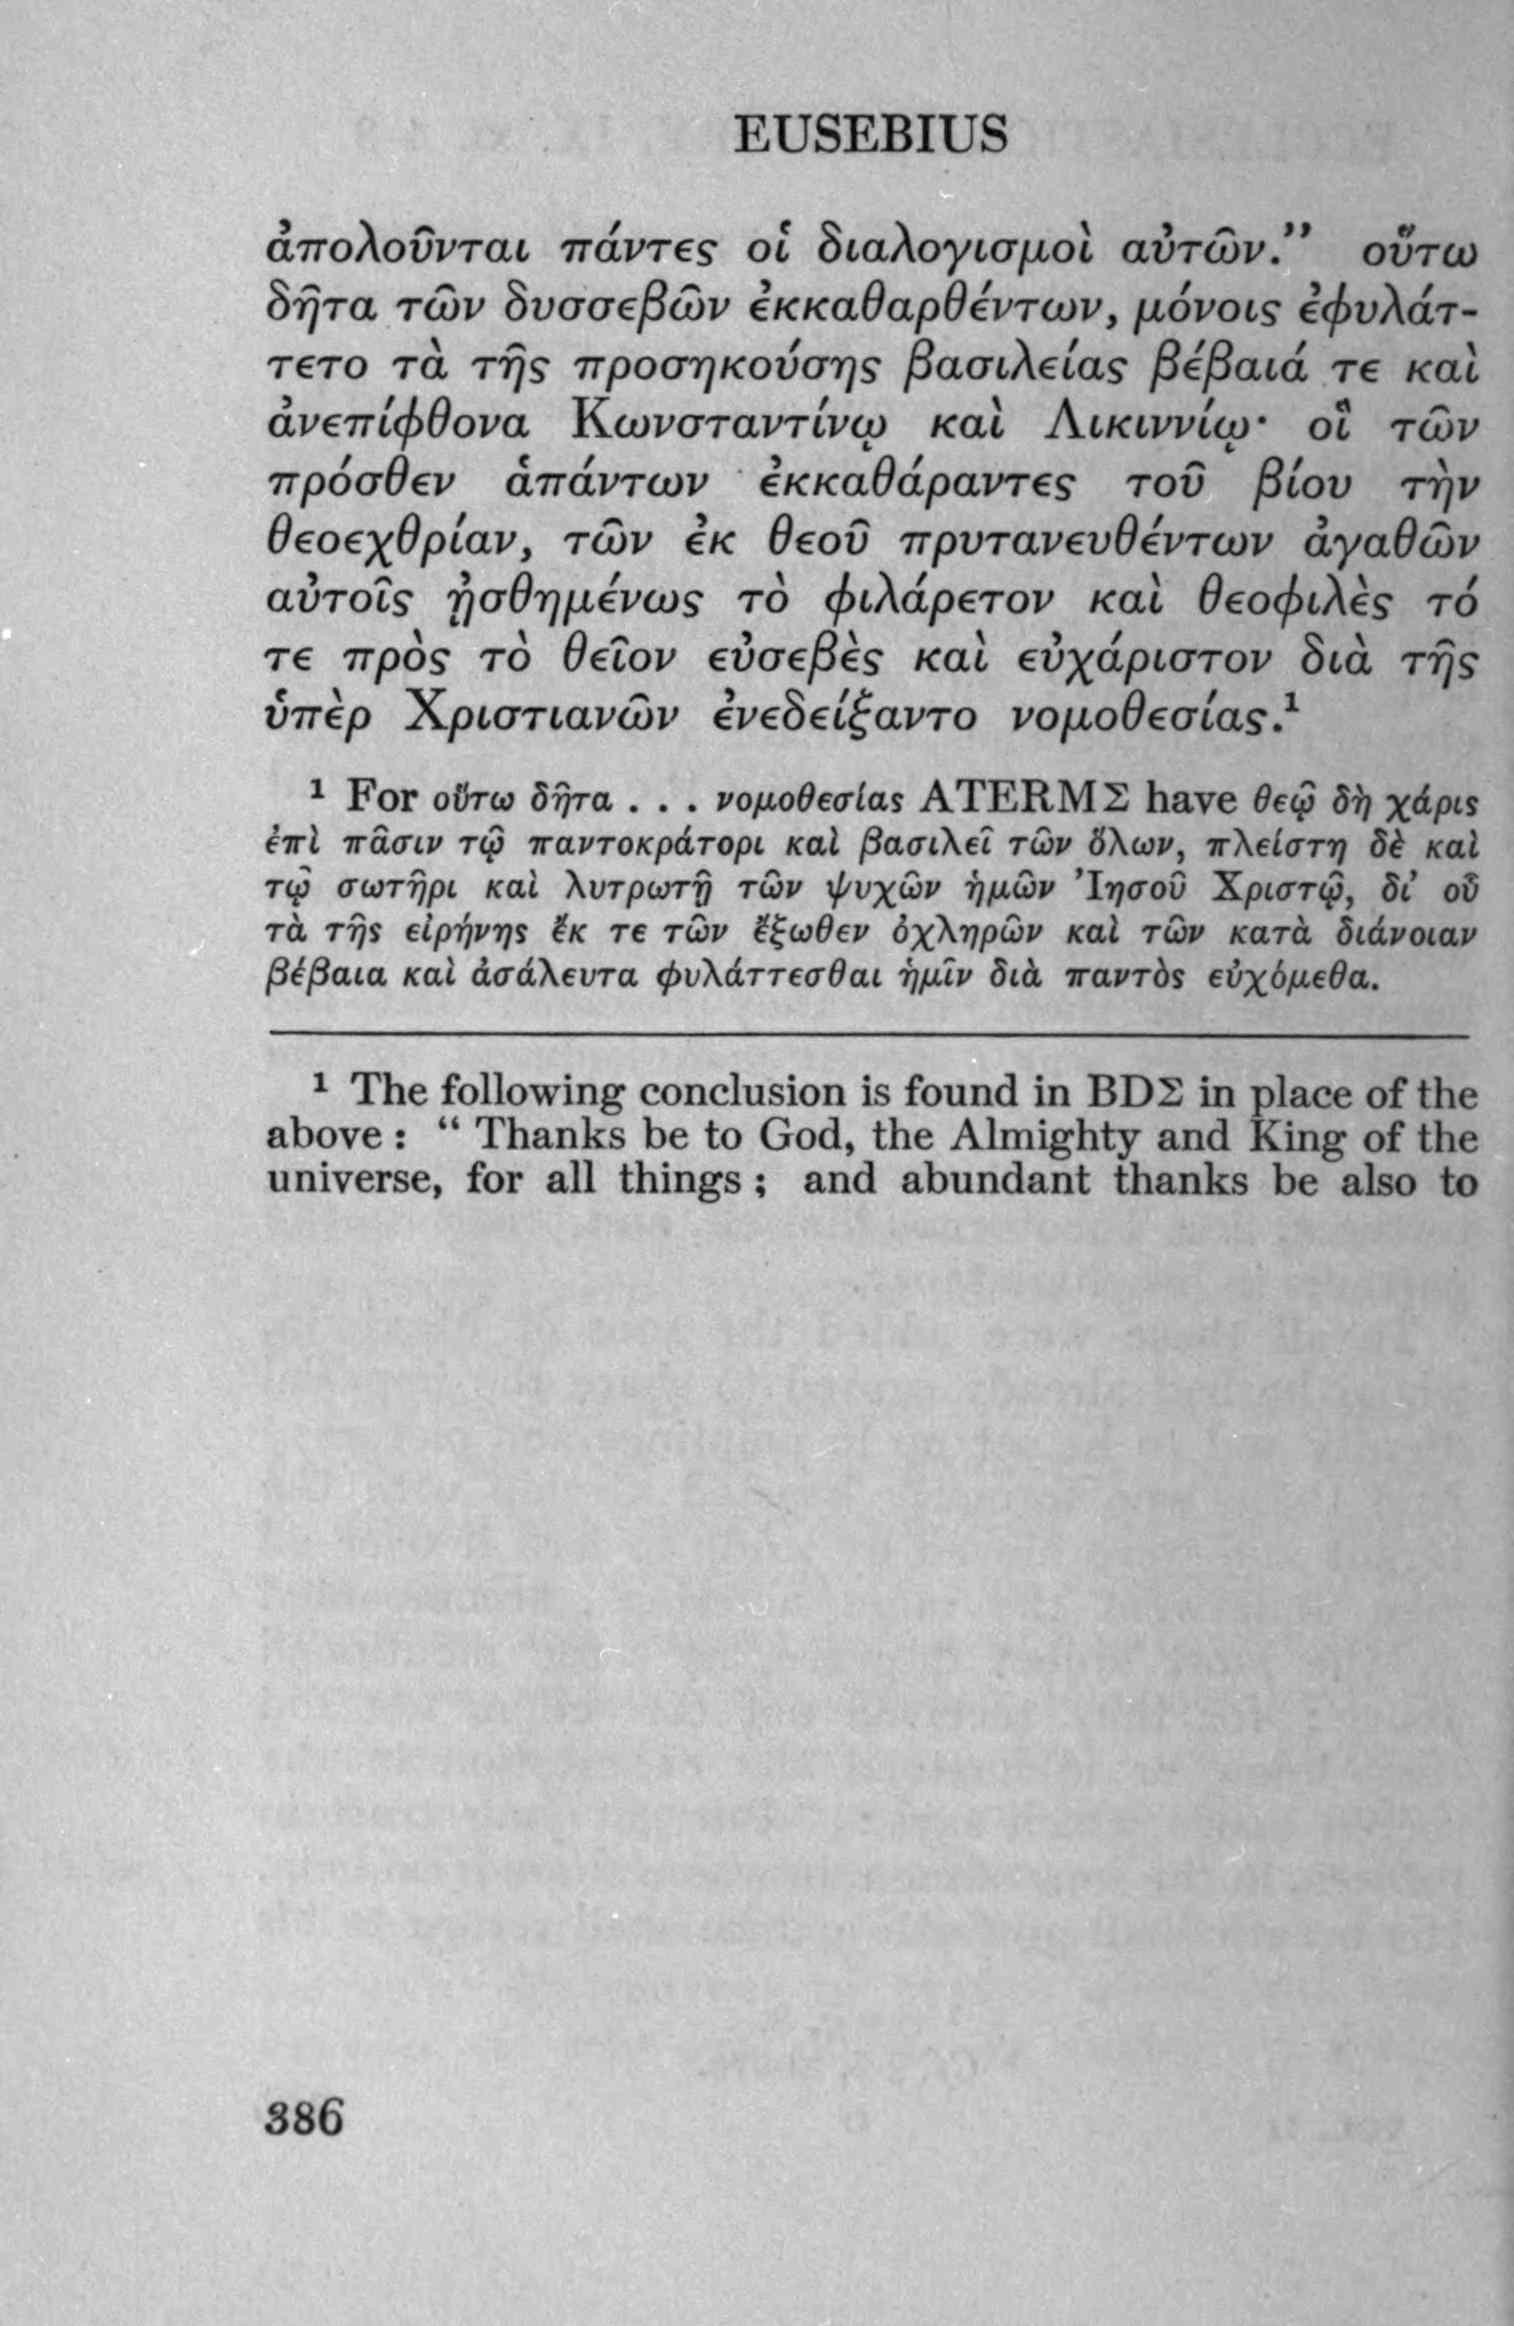 EUSEBIUS
ἀπολοῦνται πάντες οἱ διαλογισμοὶ αὐτῶν.” οὕτω
δῆτα τῶν δυσσεβῶν ἐκκαθαρθέντων, μόνοις ἐφυλάτ-
τετο τὰ τῆς προσηκούσης βασιλείας βέβαιά τε καὶ
ἀνεπίφθονα Κωνσταντίνῳ καὶ Λικιννίῳ· οἳ τῶν
πρόσθεν ἁπάντων ἐκκαθάραντες τοῦ βίου τὴν
θεοεχθρίαν, τῶν ἐκ θεοῦ πρυτανευθέντων ἀγαθῶν
αὐτοῖς ᾐσθημένως τὸ φιλάρετον καὶ θεοφιλὲς τό
τε πρὸς τὸ θεῖον εὐσεβὲς καὶ εὐχάριστον διὰ τῆς
ὑπὲρ Χριστιανῶν ἐνεδείξαντο νομοθεσίας.¹
¹ For οὕτω δῆτα . . . νομοθεσίας ATERMΣ have θεῷ δὴ χάρις
ἐπὶ πᾶσιν τῷ παντοκράτορι καὶ βασιλεῖ τῶν ὅλων, πλείστη δὲ καὶ
τῷ σωτῆρι καὶ λυτρωτῇ τῶν ψυχῶν ἡμῶν Ἰησοῦ Χριστῷ, δι’ οὗ
τὰ τῆς εἰρήνης ἔκ τε τῶν ἔξωθεν ὀχληρῶν καὶ τῶν κατὰ διάνοιαν
βέβαια καὶ ἀσάλευτα φυλάττεσθαι ἡμῖν διὰ παντὸς εὐχόμεθα.
¹ The following conclusion is found in BDΣ in place of the
above : “ Thanks be to God, the Almighty and King of the
universe, for all things ; and abundant thanks be also to
386